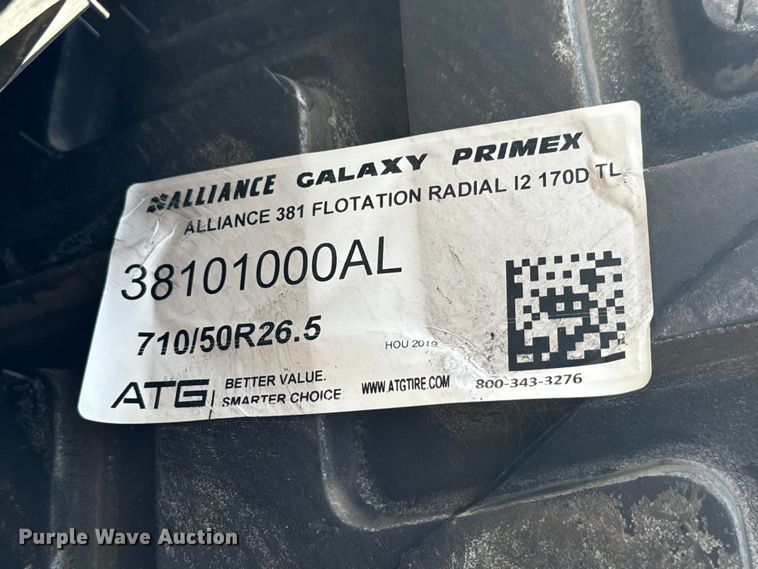 ALLIANCE GALAXY PRIMEX
ALLIANCE 381 FLOTATION RADIAL I2 170D TL
38101000AL
710/50R26.5
HOU 2019
ATG BETTER VALUE.
SMARTER CHOICE
WWW.ATGTIRE.COM 800-343-3276
Purple Wave Auction